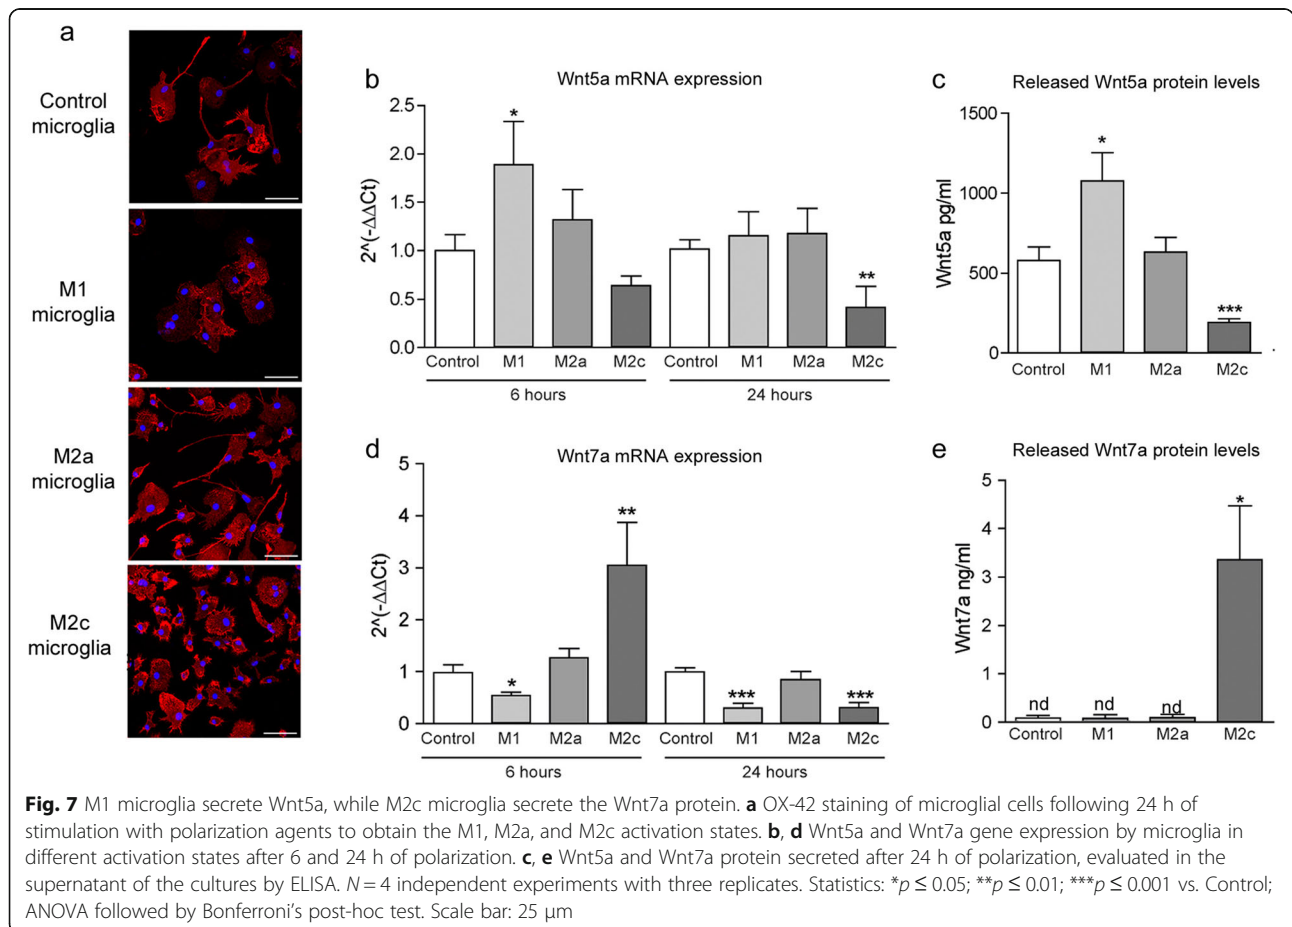 a
Control
microglia
M1
microglia
M2a
microglia
M2c
microglia
b
Wnt5a mRNA expression
2^(-ΔΔCt)
2.5
2.0
1.5
1.0
0.5
0.0
*
**
Control M1 M2a M2c Control M1 M2a M2c
6 hours 24 hours
c
Released Wnt5a protein levels
Wnt5a pg/ml
1500
1000
500
0
*
***
Control M1 M2a M2c
d
Wnt7a mRNA expression
2^(-ΔΔCt)
5
4
3
2
1
0
*
**
***
***
Control M1 M2a M2c Control M1 M2a M2c
6 hours 24 hours
e
Released Wnt7a protein levels
Wnt7a ng/ml
5
4
3
2
1
0
nd nd nd *
Control M1 M2a M2c
Fig. 7 M1 microglia secrete Wnt5a, while M2c microglia secrete the Wnt7a protein. a OX-42 staining of microglial cells following 24 h of
stimulation with polarization agents to obtain the M1, M2a, and M2c activation states. b, d Wnt5a and Wnt7a gene expression by microglia in
different activation states after 6 and 24 h of polarization. c, e Wnt5a and Wnt7a protein secreted after 24 h of polarization, evaluated in the
supernatant of the cultures by ELISA. N = 4 independent experiments with three replicates. Statistics: *p ≤ 0.05; **p ≤ 0.01; ***p ≤ 0.001 vs. Control;
ANOVA followed by Bonferroni's post-hoc test. Scale bar: 25 μm